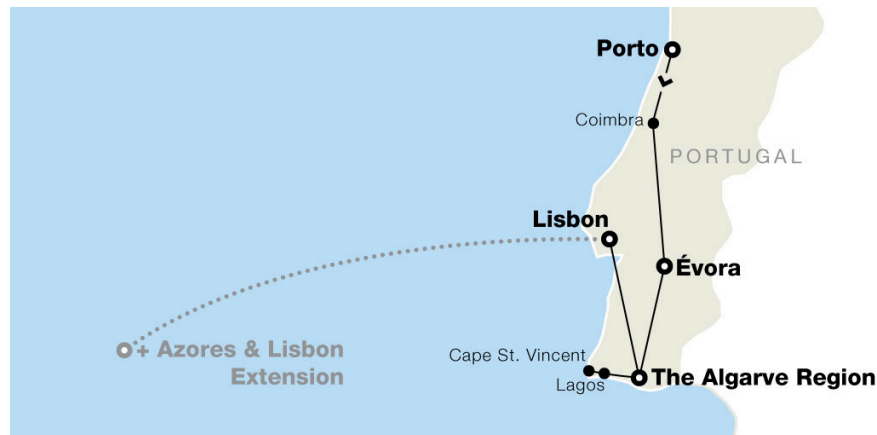 Porto
Coimbra
PORTUGAL
Lisbon
Évora
+ Azores & Lisbon
Extension
Cape St. Vincent
Lagos
The Algarve Region